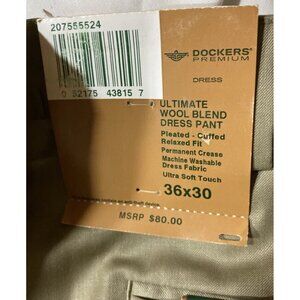 207555524
DOCKERS®
PREMIUM
DRESS
0 52175 43815 7
ULTIMATE
WOOL BLEND
DRESS PANT
Pleated - Cuffed
Relaxed Fit
Permanent Crease
Machine Washable
Dress Fabric
Ultra Soft Touch
36x30
MSRP $80.00